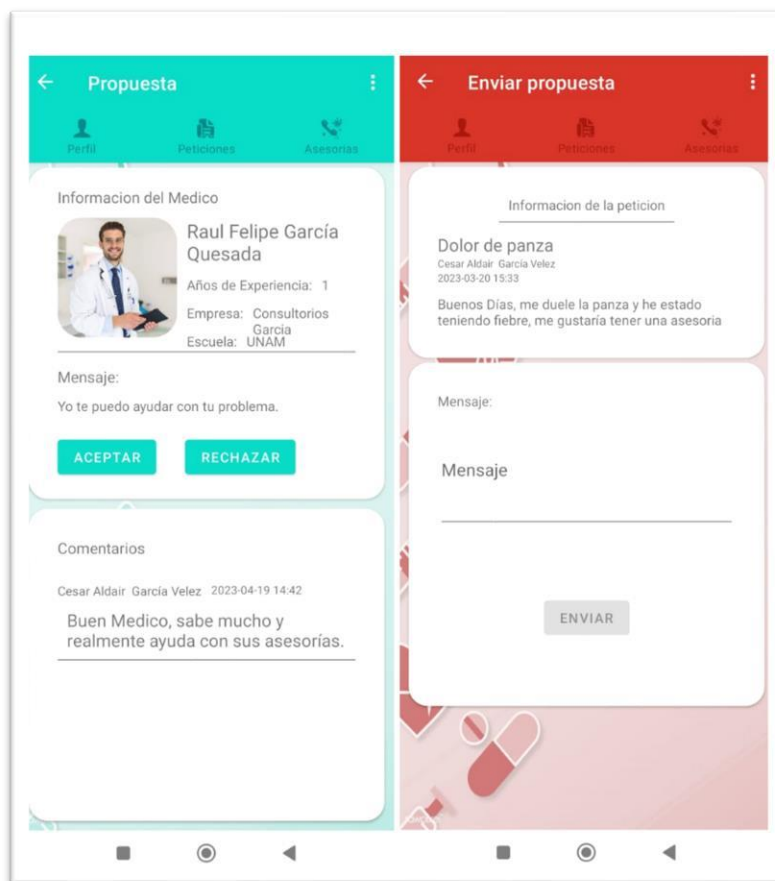 Propuesta
Perfil
Peticiones
Asesorias
Informacion del Medico
Raul Felipe García
Quesada
Años de Experiencia: 1
Empresa: Consultorios
Garcia
Escuela: UNAM
Mensaje:
Yo te puedo ayudar con tu problema.
ACEPTAR
RECHAZAR
Comentarios
Cesar Aldair García Velez 2023-04-19 14:42
Buen Medico, sabe mucho y
realmente ayuda con sus asesorías.
Enviar propuesta
Perfil
Peticiones
Asesorias
Informacion de la peticion
Dolor de panza
Cesar Aldair García Velez
2023-03-20 15:33
Buenos Días, me duele la panza y he estado
teniendo fiebre, me gustaría tener una asesoria
Mensaje:
Mensaje
ENVIAR